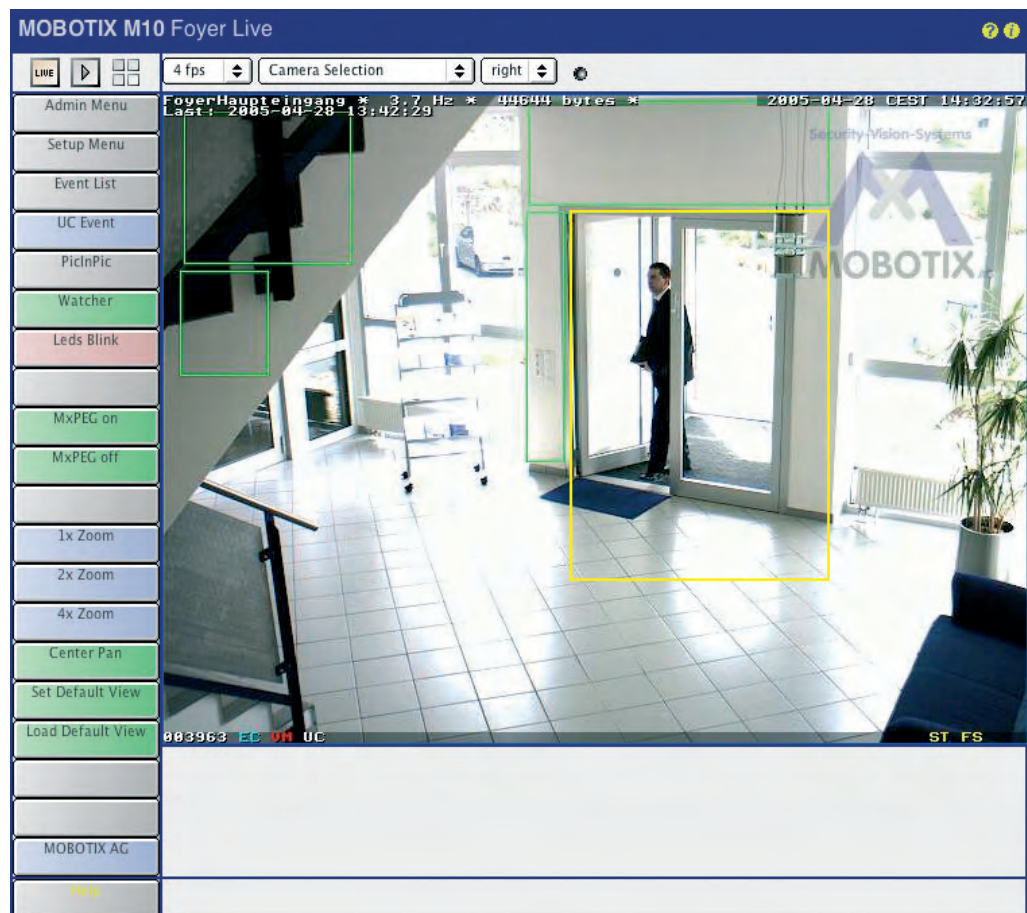 MOBOTIX M10 Foyer Live
LIVE
4 fps
Camera Selection
right
Admin Menu
Setup Menu
Event List
UC Event
PicInPic
Watcher
Leds Blink
MxPEG on
MxPEG off
1x Zoom
2x Zoom
4x Zoom
Center Pan
Set Default View
Load Default View
MOBOTIX AG
Help
FoyerHaupteingang * 3.7 Hz * 44644 bytes * 2005-04-28 CEST 14:32:57
Last: 2005-04-28 13:42:29
Security-Vision-Systems
MOBOTIX
003963 EC VM UC
ST FS